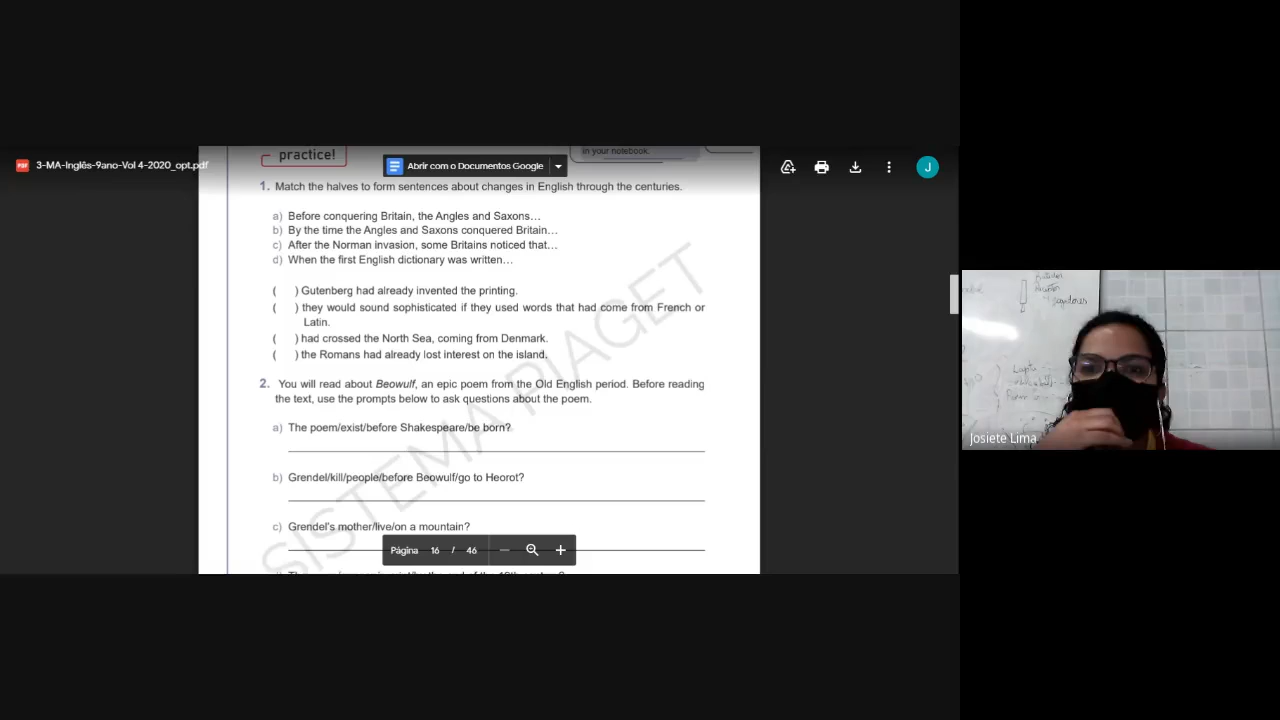 practice!
in your notebook.
3-MA-Inglês-9ano-Vol 4-2020_opt.pdf
Abrir com o Documentos Google
J
1. Match the halves to form sentences about changes in English through the centuries.
a) Before conquering Britain, the Angles and Saxons...
b) By the time the Angles and Saxons conquered Britain...
c) After the Norman invasion, some Britains noticed that...
d) When the first English dictionary was written...
( ) Gutenberg had already invented the printing.
( ) they would sound sophisticated if they used words that had come from French or
Latin.
( ) had crossed the North Sea, coming from Denmark.
( ) the Romans had already lost interest on the island.
2. You will read about Beowulf, an epic poem from the Old English period. Before reading
the text, use the prompts below to ask questions about the poem.
a) The poem/exist/before Shakespeare/be born?
b) Grendel/kill/people/before Beowulf/go to Heorot?
c) Grendel's mother/live/on a mountain?
Página 16 / 46
SISTEMA PIAGET
jogadores
Josiete Lima